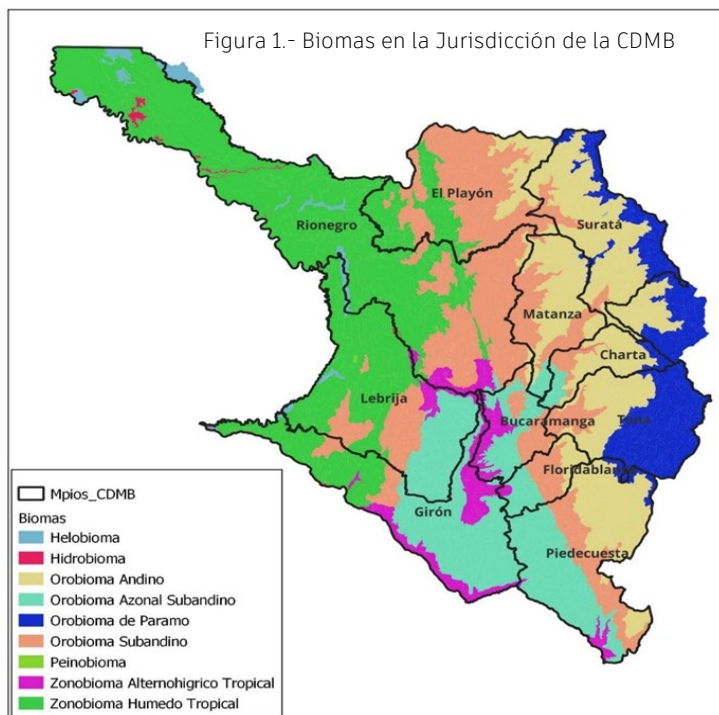 Figura 1.- Biomas en la Jurisdicción de la CDMB
El Playón
Rionegro
Suratá
Matanza
Charta
Lebrija
Bucaramanga
Tona
Floridablanca
Girón
Piedecuesta
Mpios_CDMB
Biomas
Helobioma
Hidrobioma
Orobioma Andino
Orobioma Azonal Subandino
Orobioma de Paramo
Orobioma Subandino
Peinobioma
Zonobioma Alternohigrico Tropical
Zonobioma Humedo Tropical